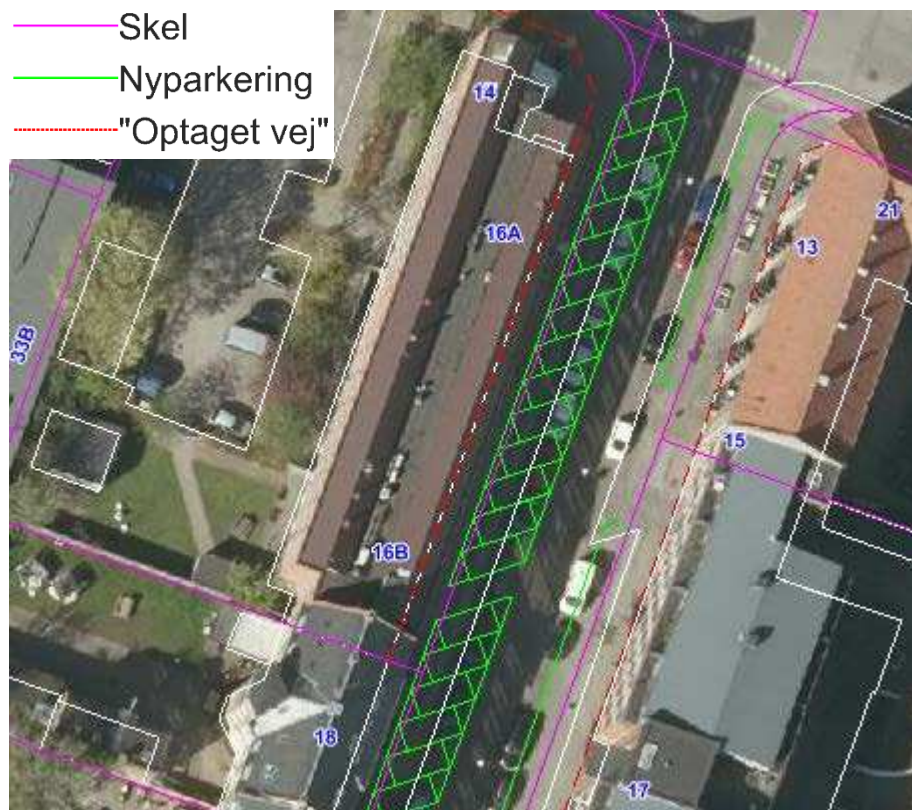 Skel
Nyparkering
"Optaget vej"
14
16A
21
13
33B
15
16B
18
17